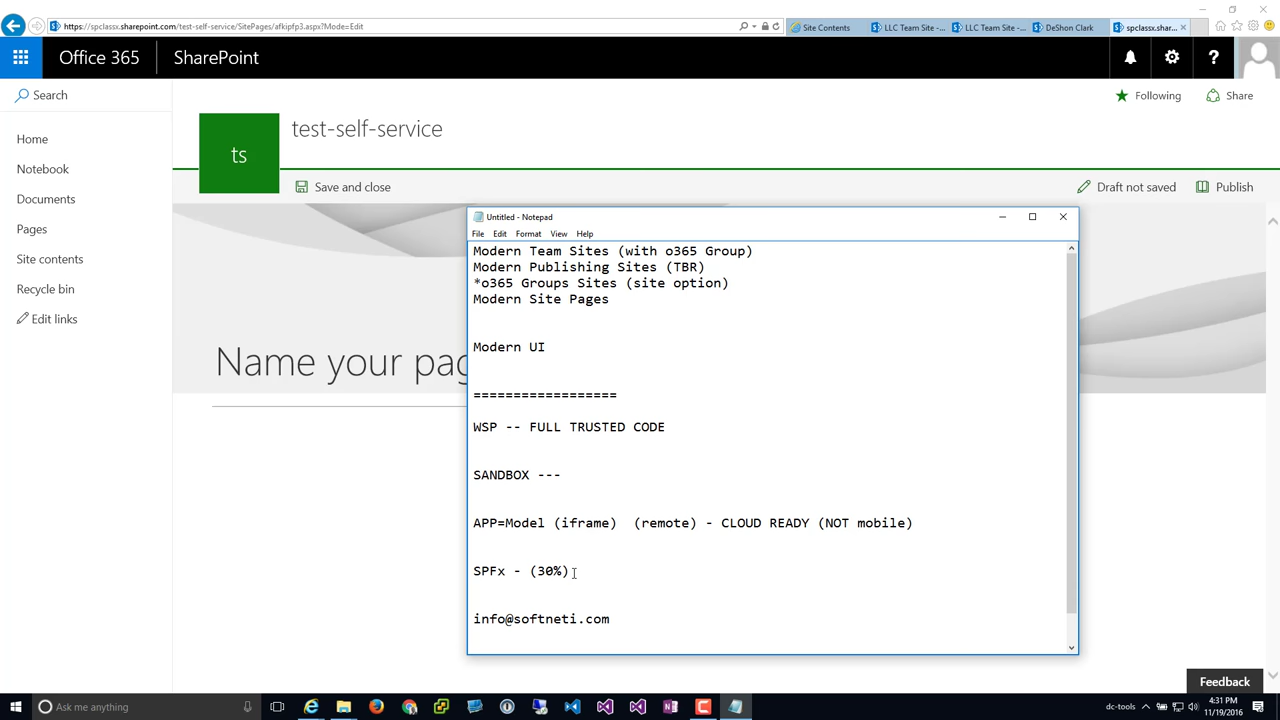 https://spclassx.sharepoint.com/test-self-service/SitePages/afkipfp3.aspx?Mode=Edit
Site Contents
LLC Team Site -...
LLC Team Site -...
DeShon Clark
spclassx.shar...
Office 365
SharePoint
?
Search
Following
Share
Home
Notebook
Documents
Pages
Site contents
Recycle bin
Edit links
ts
test-self-service
Save and close
Draft not saved
Publish
Name your pag
Untitled - Notepad
File Edit Format View Help
Modern Team Sites (with o365 Group)
Modern Publishing Sites (TBR)
*o365 Groups Sites (site option)
Modern Site Pages
Modern UI
==================
WSP -- FULL TRUSTED CODE
SANDBOX ---
APP=Model (iframe)  (remote) - CLOUD READY (NOT mobile)
SPFx - (30%)
info@softneti.com
Feedback
Ask me anything
dc-tools
4:31 PM
11/19/2016